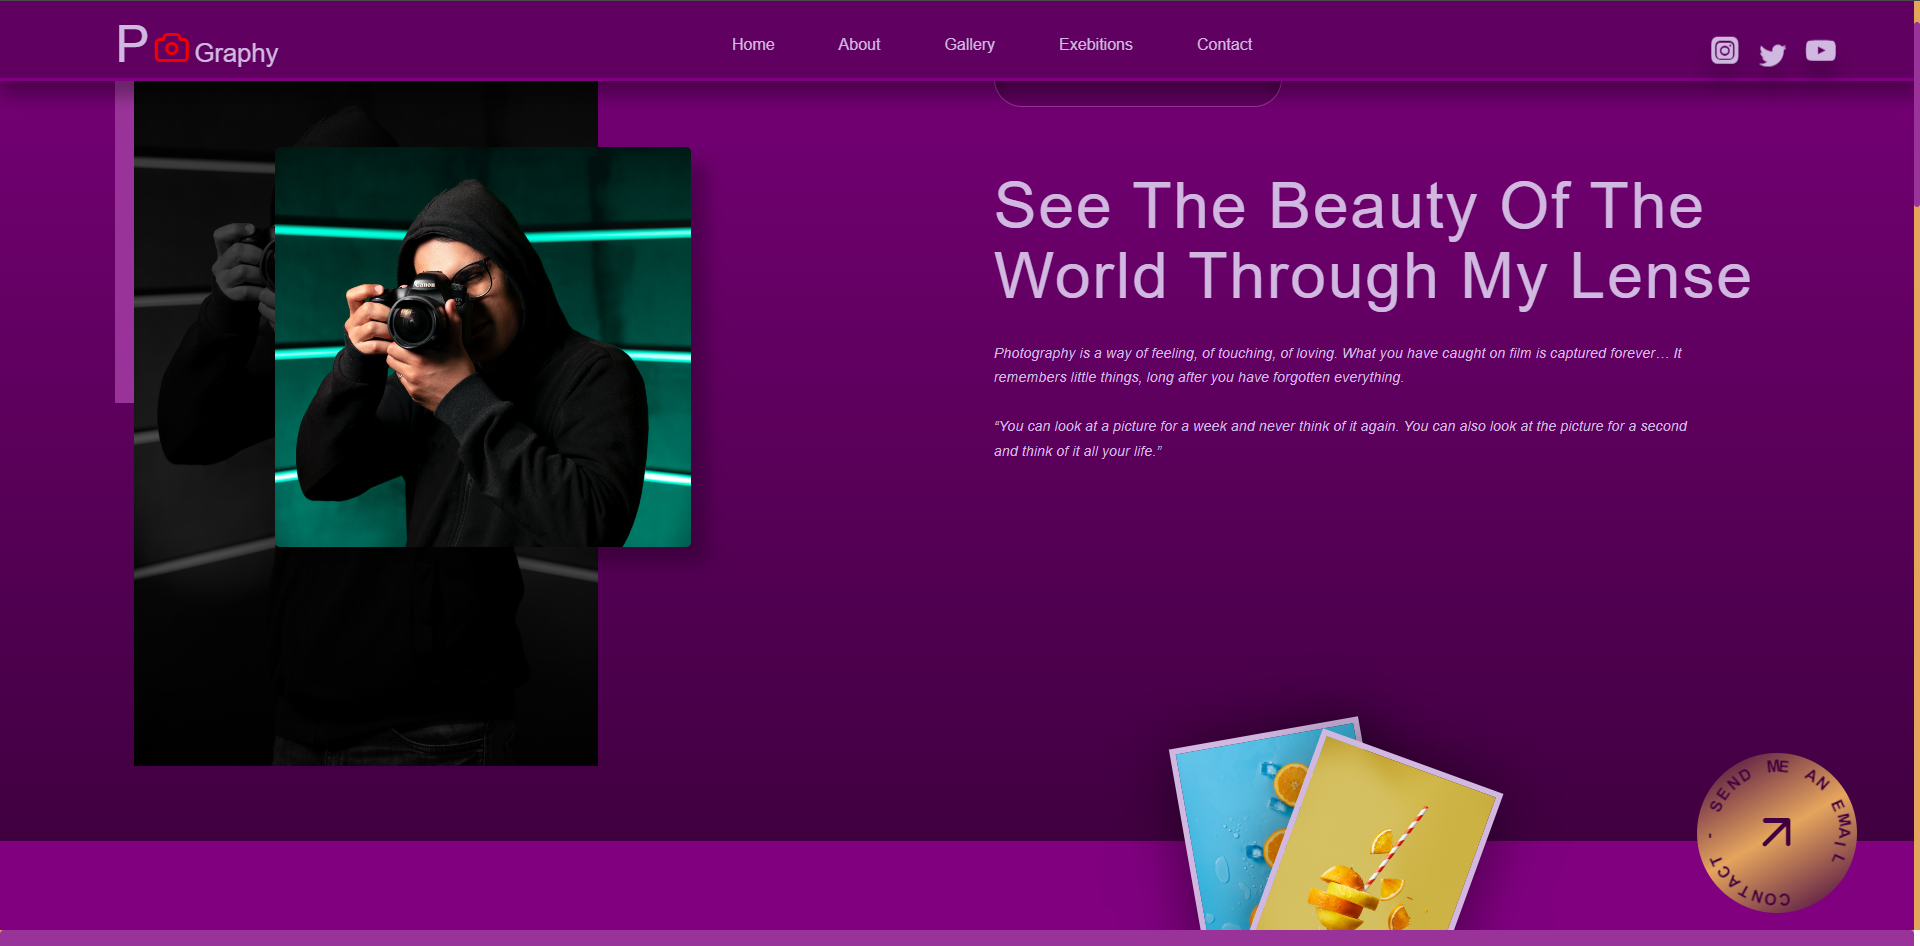 P Graphy
Home About Gallery Exebitions Contact
See The Beauty Of The
World Through My Lense
Photography is a way of feeling, of touching, of loving. What you have caught on film is captured forever… It
remembers little things, long after you have forgotten everything.
“You can look at a picture for a week and never think of it again. You can also look at the picture for a second
and think of it all your life.”
Canon
CONTACT - SEND ME AN EMAIL